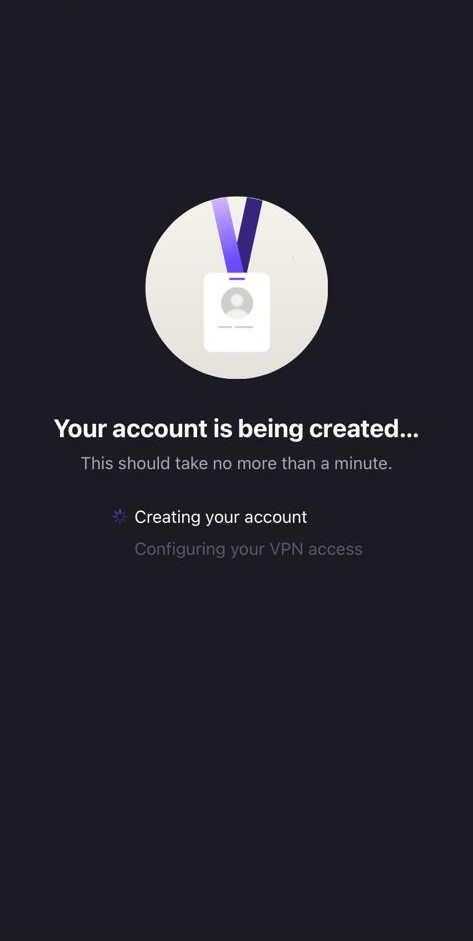 Your account is being created...
This should take no more than a minute.
Creating your account
Configuring your VPN access